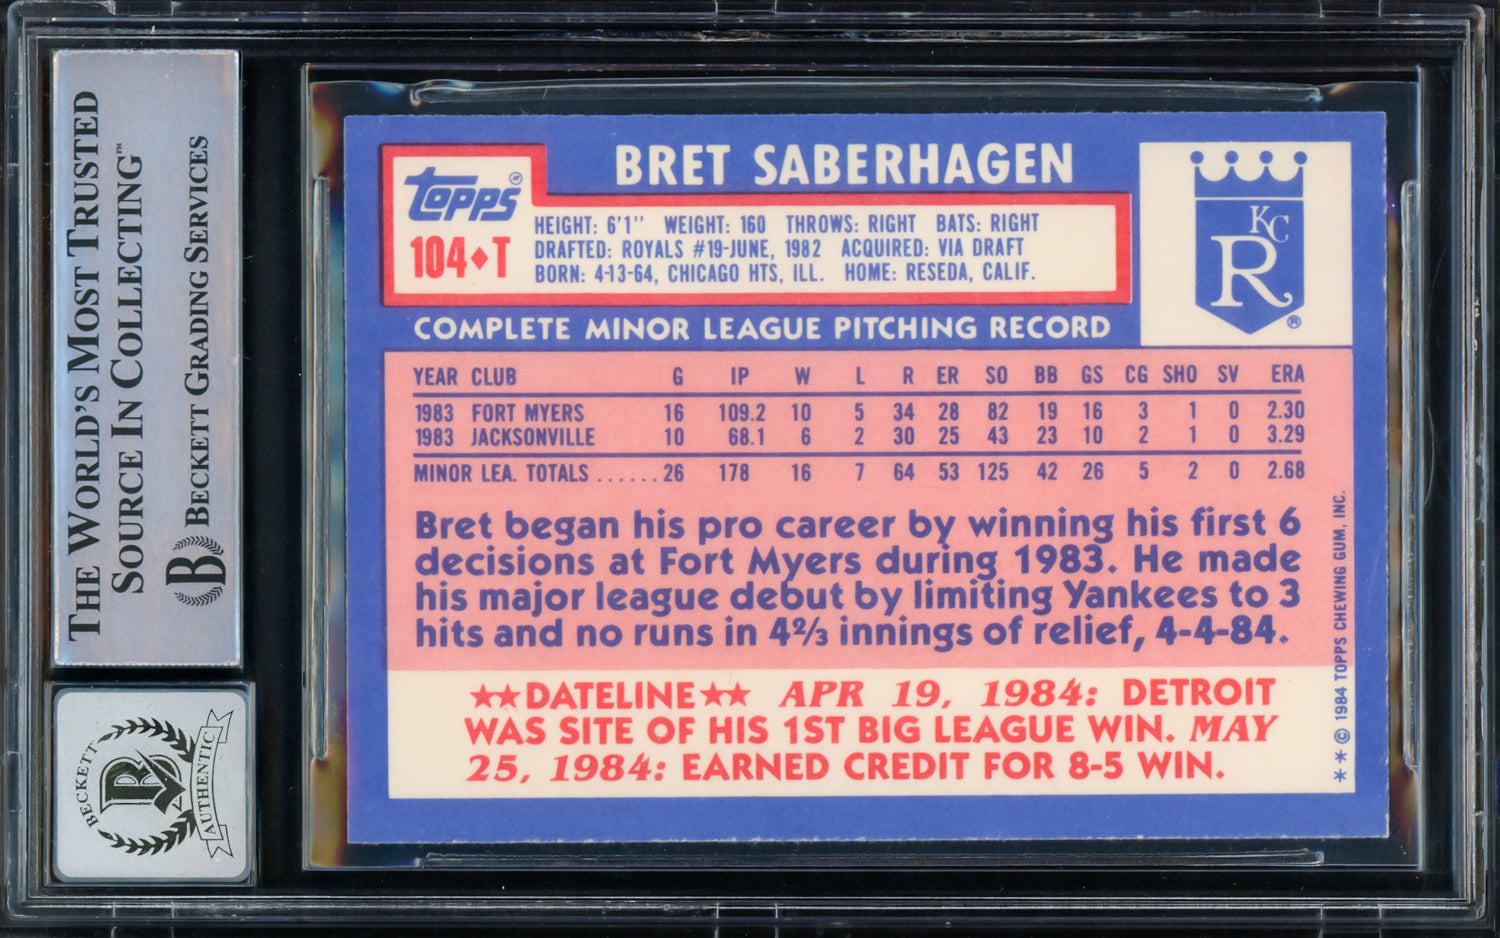 THE WORLD'S MOST TRUSTED
SOURCE IN COLLECTING™
BECKETT GRADING SERVICES
B
BECKETT
AUTHENTIC
BRET SABERHAGEN
TOPPS®
104♦T
HEIGHT: 6'1" WEIGHT: 160 THROWS: RIGHT BATS: RIGHT
DRAFTED: ROYALS #19-JUNE, 1982 ACQUIRED: VIA DRAFT
BORN: 4-13-64, CHICAGO HTS, ILL. HOME: RESEDA, CALIF.
KC
R
®
COMPLETE MINOR LEAGUE PITCHING RECORD
YEAR CLUB G IP W L R ER SO BB GS CG SHO SV ERA
1983 FORT MYERS 16 109.2 10 5 34 28 82 19 16 3 1 0 2.30
1983 JACKSONVILLE 10 68.1 6 2 30 25 43 23 10 2 1 0 3.29
MINOR LEA. TOTALS ...... 26 178 16 7 64 53 125 42 26 5 2 0 2.68
Bret began his pro career by winning his first 6
decisions at Fort Myers during 1983. He made
his major league debut by limiting Yankees to 3
hits and no runs in 4⅔ innings of relief, 4-4-84.
★★DATELINE★★ APR 19, 1984: DETROIT
WAS SITE OF HIS 1ST BIG LEAGUE WIN. MAY
25, 1984: EARNED CREDIT FOR 8-5 WIN.
**© 1984 TOPPS CHEWING GUM, INC.